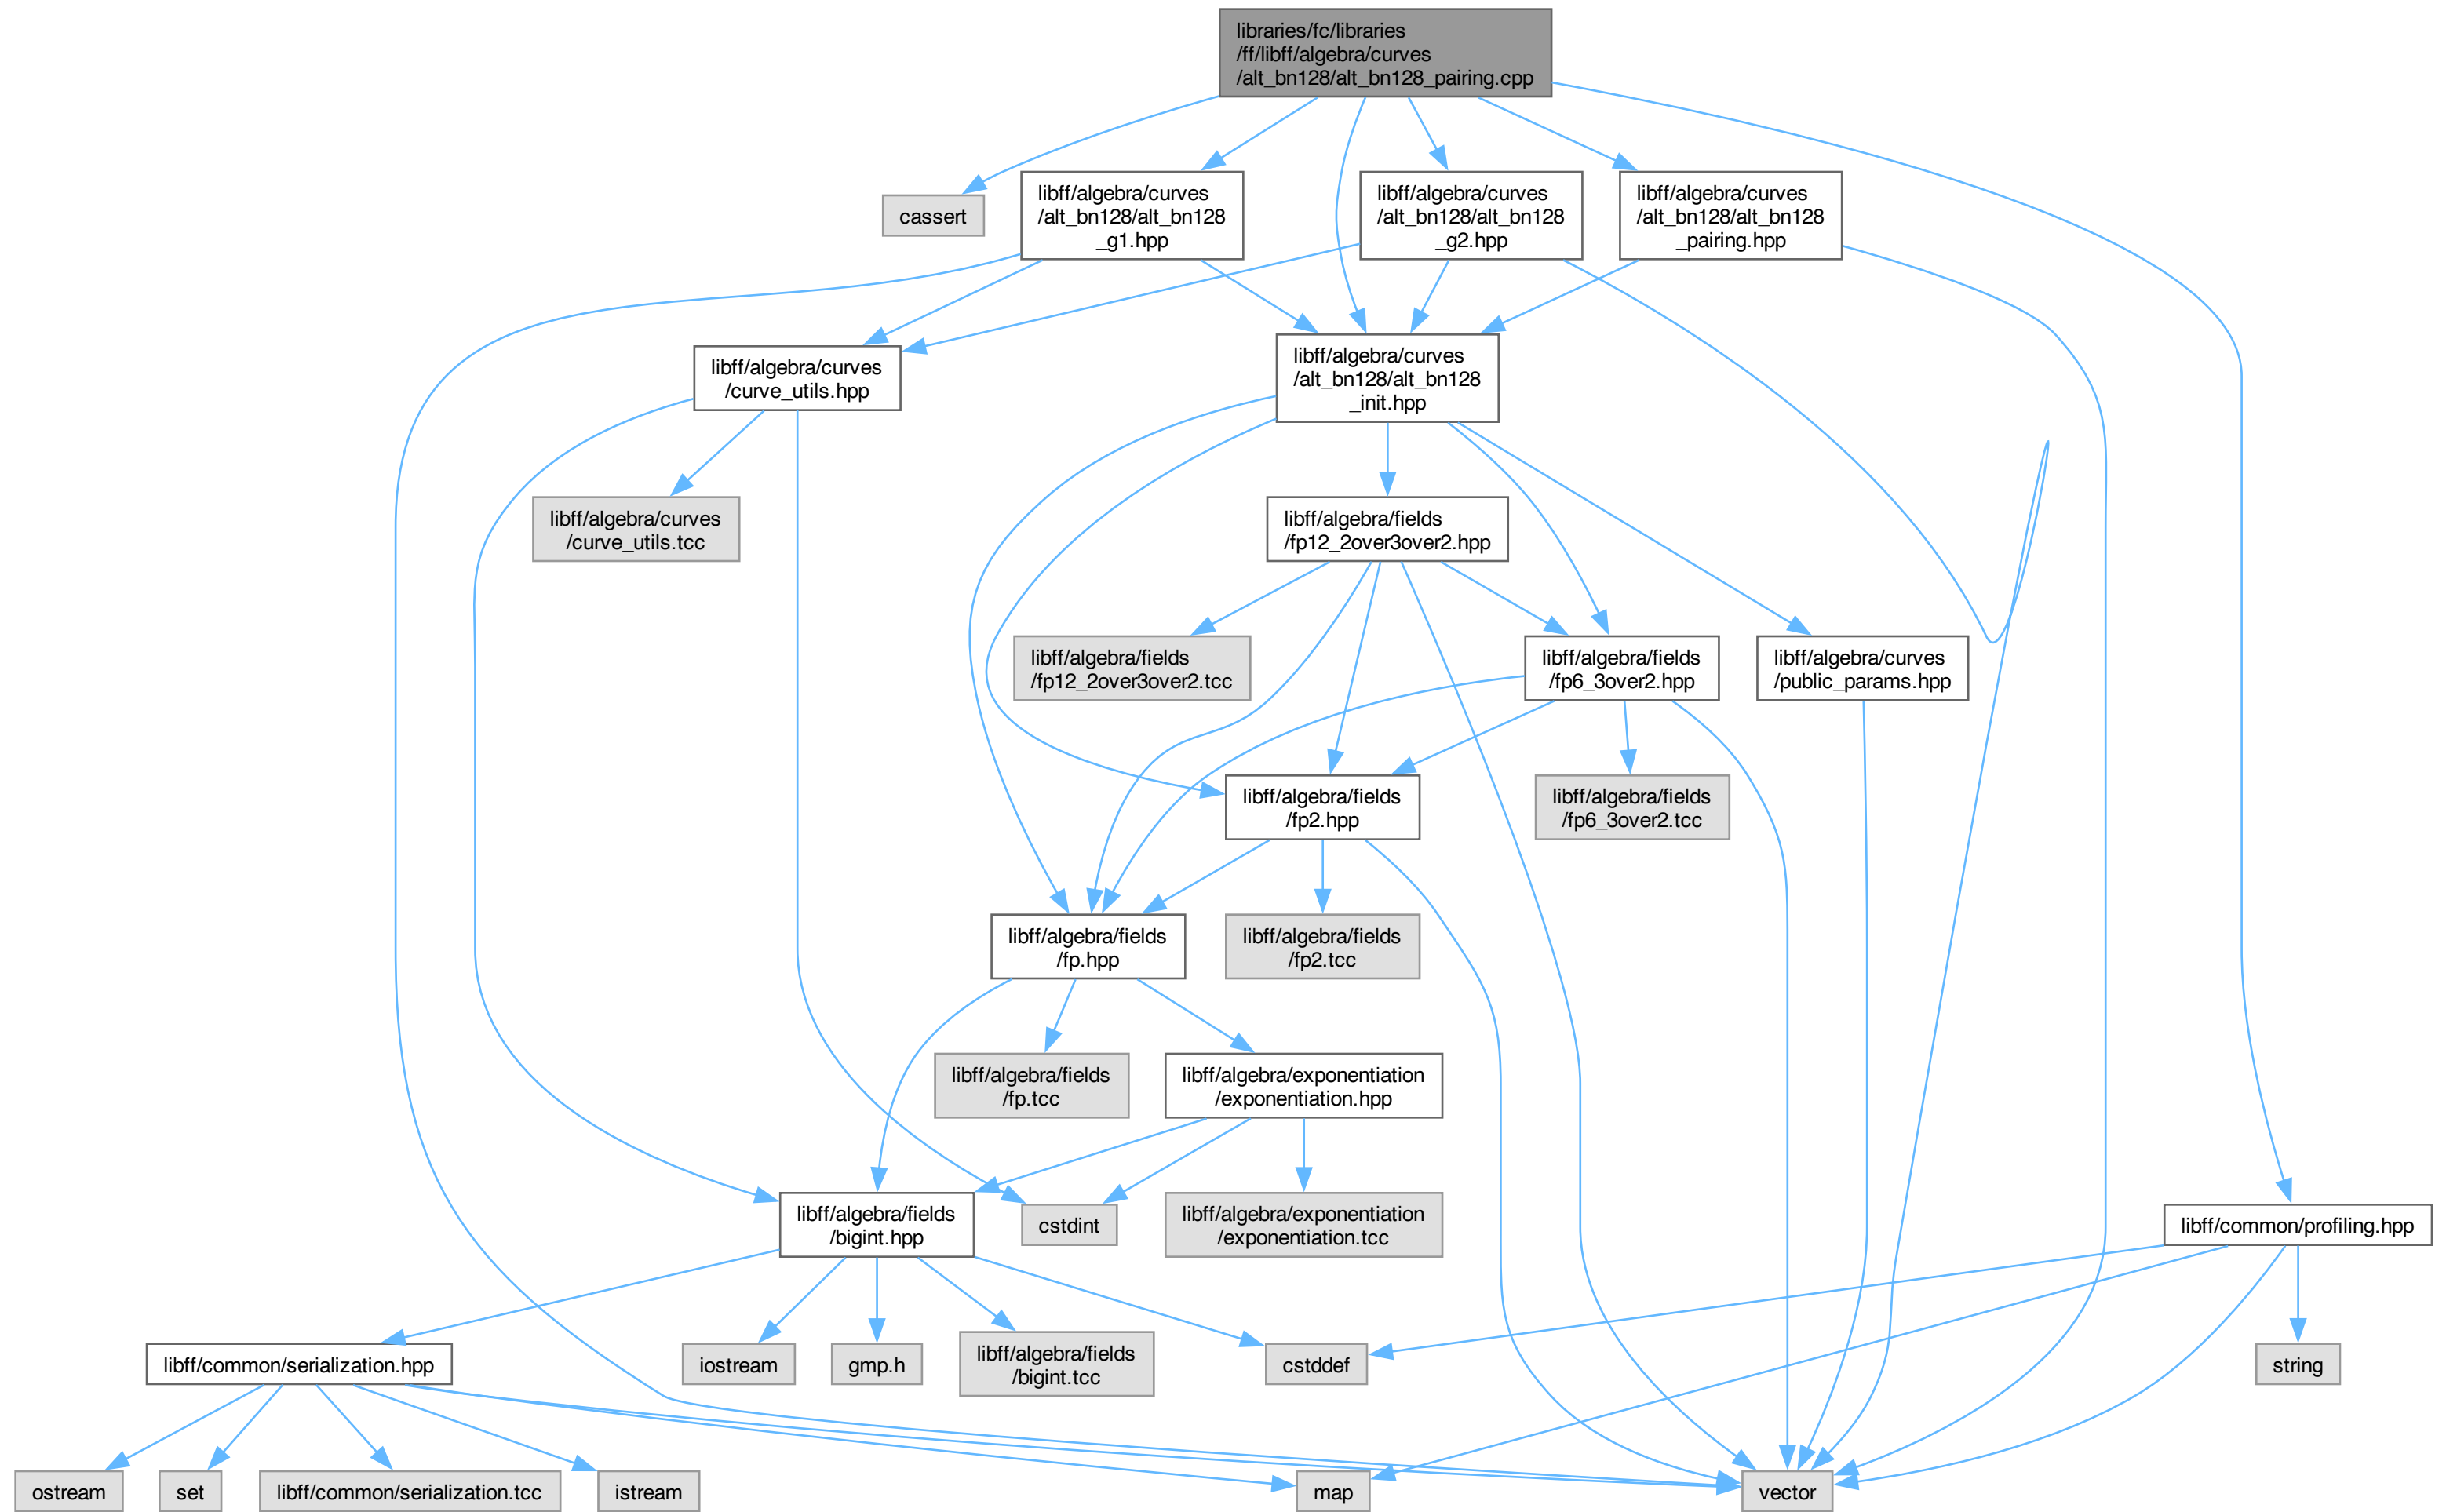 libraries/fc/libraries
/ff/libff/algebra/curves
/alt_bn128/alt_bn128_pairing.cpp
cassert
libff/algebra/curves
/alt_bn128/alt_bn128
_g1.hpp
libff/algebra/curves
/alt_bn128/alt_bn128
_g2.hpp
libff/algebra/curves
/alt_bn128/alt_bn128
_pairing.hpp
libff/algebra/curves
/curve_utils.hpp
libff/algebra/curves
/alt_bn128/alt_bn128
_init.hpp
libff/algebra/curves
/curve_utils.tcc
libff/algebra/fields
/fp12_2over3over2.hpp
libff/algebra/fields
/fp12_2over3over2.tcc
libff/algebra/fields
/fp6_3over2.hpp
libff/algebra/curves
/public_params.hpp
libff/algebra/fields
/fp2.hpp
libff/algebra/fields
/fp6_3over2.tcc
libff/algebra/fields
/fp.hpp
libff/algebra/fields
/fp2.tcc
libff/algebra/fields
/fp.tcc
libff/algebra/exponentiation
/exponentiation.hpp
libff/algebra/fields
/bigint.hpp
cstdint
libff/algebra/exponentiation
/exponentiation.tcc
libff/common/profiling.hpp
libff/common/serialization.hpp
iostream
gmp.h
libff/algebra/fields
/bigint.tcc
cstddef
string
ostream
set
libff/common/serialization.tcc
istream
map
vector